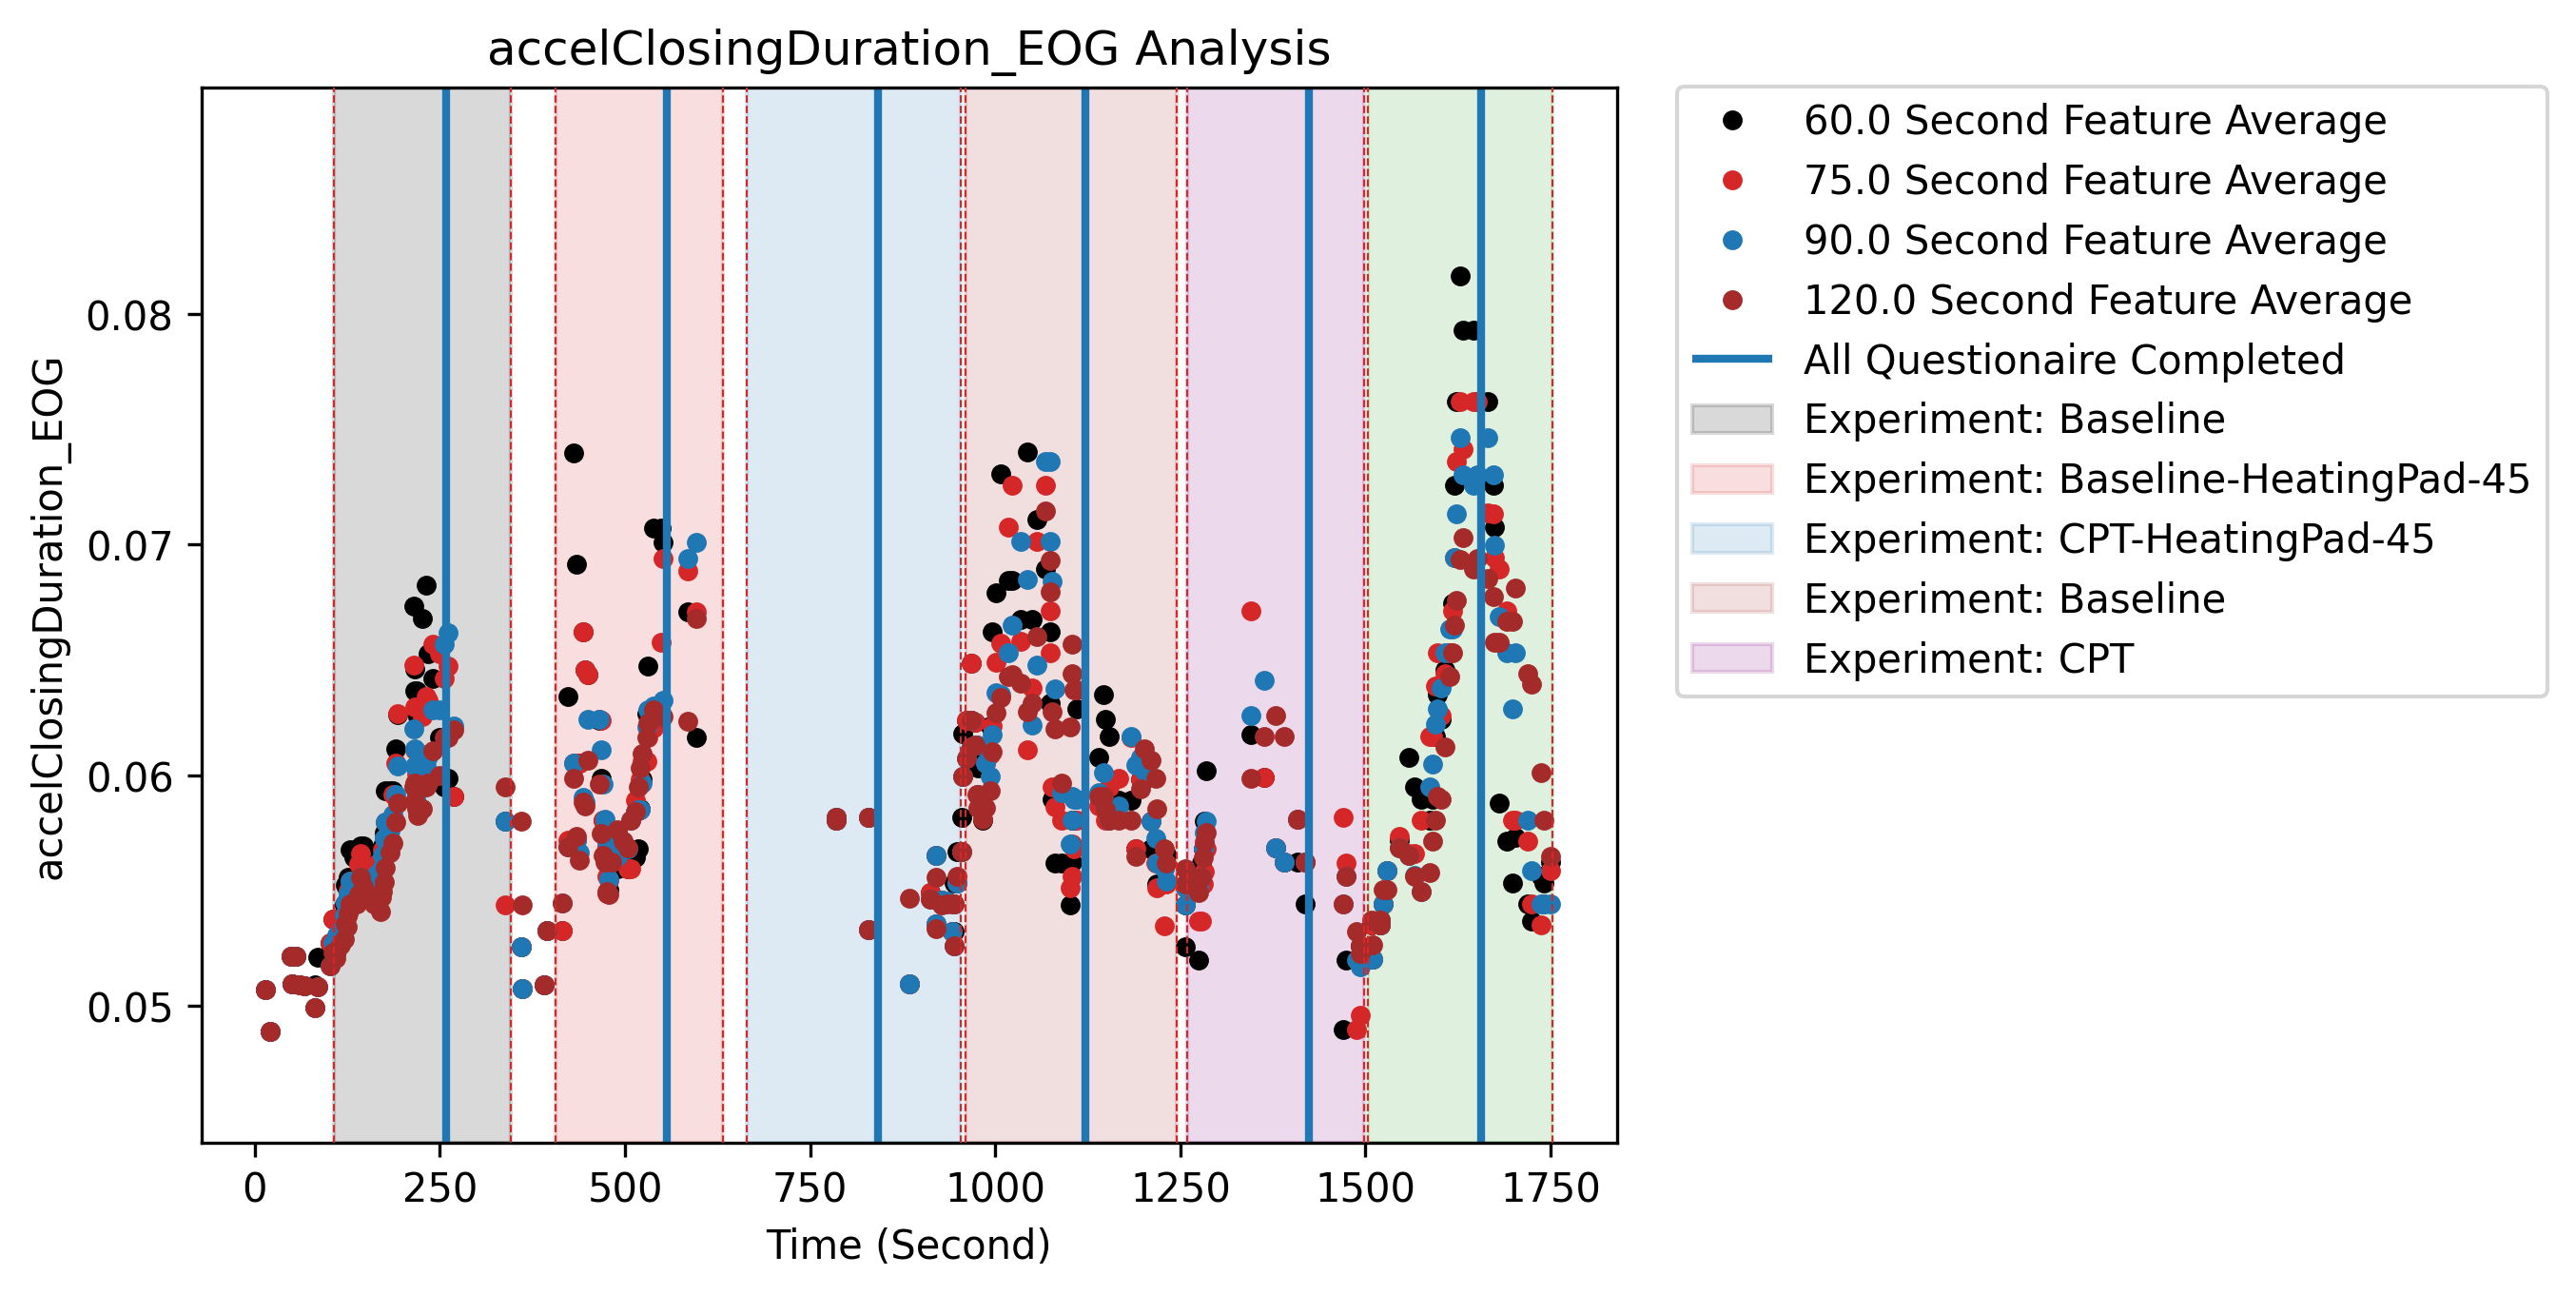 accelClosingDuration_EOG Analysis
accelClosingDuration_EOG
0.08
0.07
0.06
0.05
0 250 500 750 1000 1250 1500 1750
Time (Second)
60.0 Second Feature Average
75.0 Second Feature Average
90.0 Second Feature Average
120.0 Second Feature Average
All Questionaire Completed
Experiment: Baseline
Experiment: Baseline-HeatingPad-45
Experiment: CPT-HeatingPad-45
Experiment: Baseline
Experiment: CPT